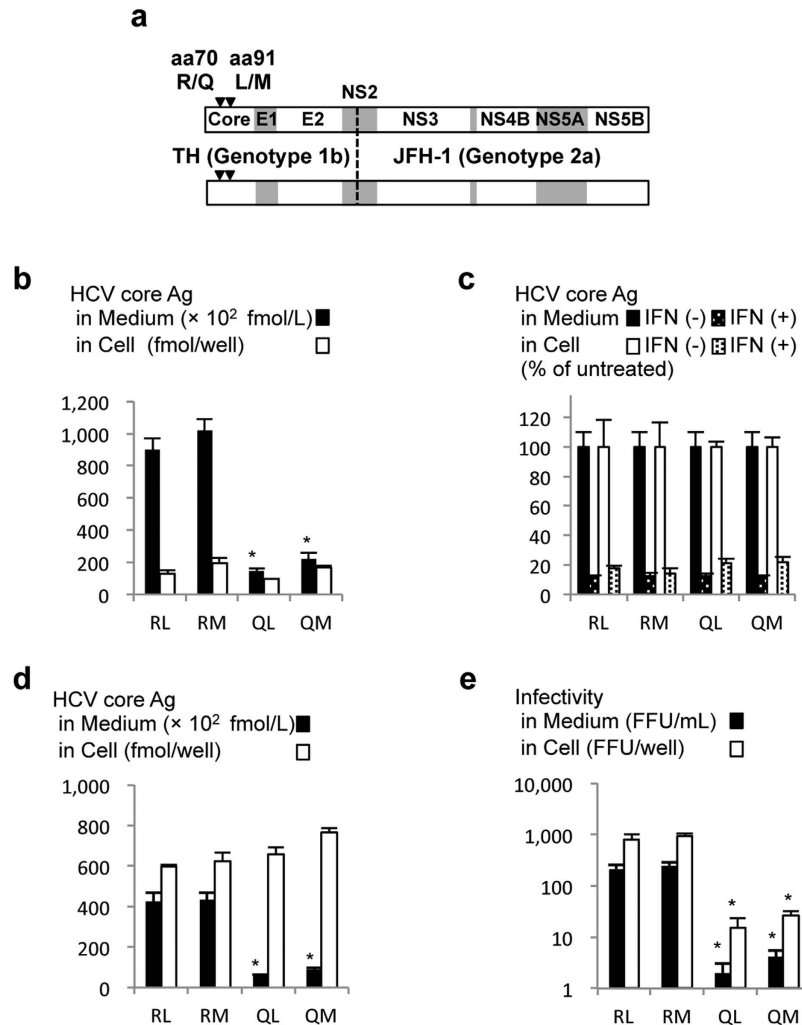 a
aa70 aa91
R/Q L/M
NS2
Core E1 E2 NS3 NS4B NS5A NS5B
TH (Genotype 1b) JFH-1 (Genotype 2a)
b
HCV core Ag
in Medium (× 10² fmol/L)
in Cell (fmol/well)
1,200
1,000
800
600
400
200
0
* *
RL RM QL QM
c
HCV core Ag
in Medium IFN (-) IFN (+)
in Cell IFN (-) IFN (+)
(% of untreated)
120
100
80
60
40
20
0
RL RM QL QM
d
HCV core Ag
in Medium (× 10² fmol/L)
in Cell (fmol/well)
1,000
800
600
400
200
0
* *
RL RM QL QM
e
Infectivity
in Medium (FFU/mL)
in Cell (FFU/well)
10,000
1,000
100
10
1
* * * *
RL RM QL QM